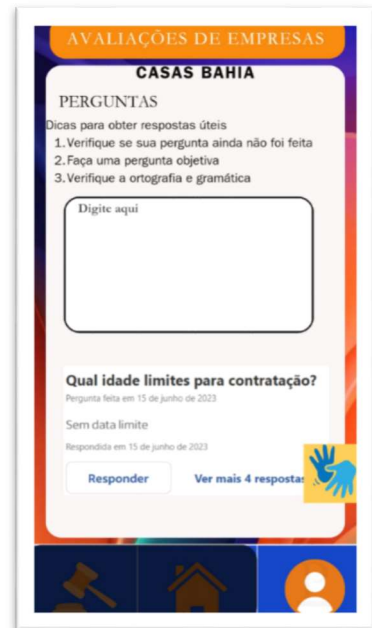 AVALIAÇÕES DE EMPRESAS
CASAS BAHIA
PERGUNTAS
Dicas para obter respostas úteis
1. Verifique se sua pergunta ainda não foi feita
2. Faça uma pergunta objetiva
3. Verifique a ortografia e gramática
Digite aqui
Qual idade limites para contratação?
Pergunta feita em 15 de junho de 2023
Sem data limite
Respondida em 15 de junho de 2023
Responder
Ver mais 4 respostas